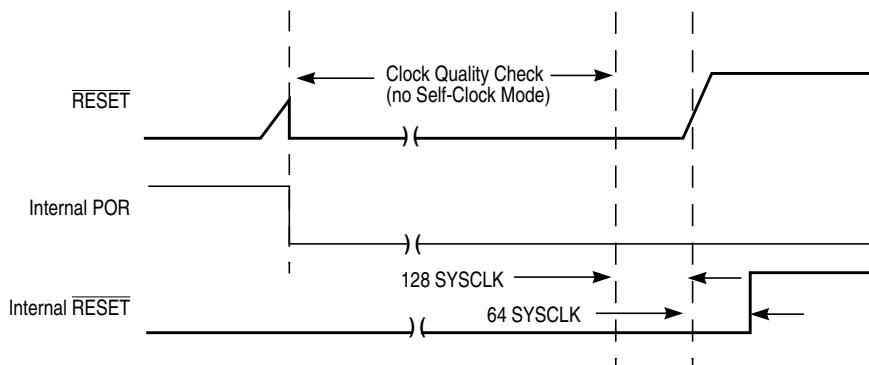 Clock Quality Check
(no Self-Clock Mode)
RESET
Internal POR
128 SYSCLK
Internal RESET
64 SYSCLK